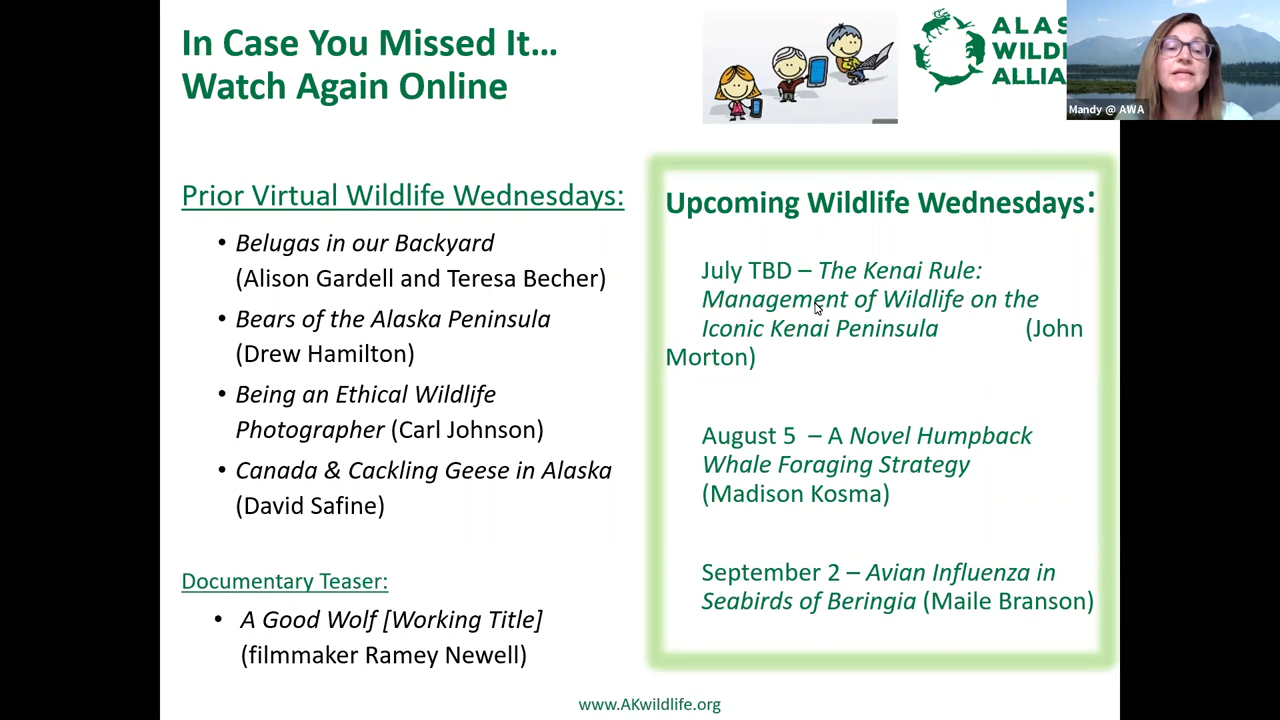 In Case You Missed It…
Watch Again Online
ALAS
WILD
ALLIA
Mandy @ AWA
Prior Virtual Wildlife Wednesdays:
• Belugas in our Backyard
(Alison Gardell and Teresa Becher)
• Bears of the Alaska Peninsula
(Drew Hamilton)
• Being an Ethical Wildlife
Photographer (Carl Johnson)
• Canada & Cackling Geese in Alaska
(David Safine)
Documentary Teaser:
• A Good Wolf [Working Title]
(filmmaker Ramey Newell)
Upcoming Wildlife Wednesdays:
July TBD – The Kenai Rule:
Management of Wildlife on the
Iconic Kenai Peninsula (John
Morton)
August 5 – A Novel Humpback
Whale Foraging Strategy
(Madison Kosma)
September 2 – Avian Influenza in
Seabirds of Beringia (Maile Branson)
www.AKwildlife.org